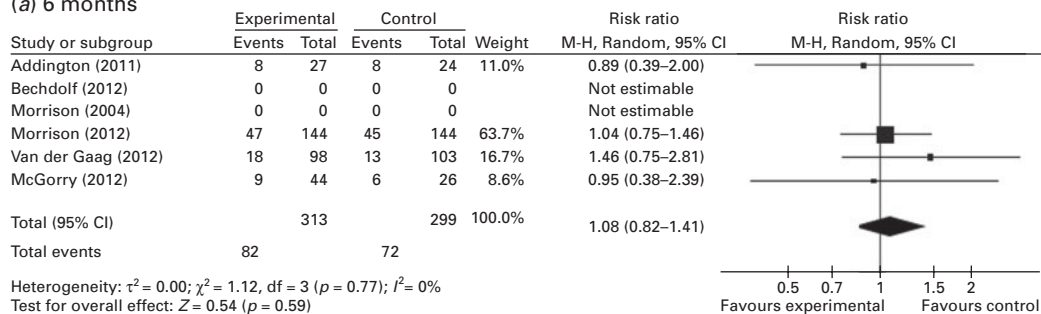 (a) 6 months
Experimental Control Risk ratio Risk ratio
Study or subgroup Events Total Events Total Weight M-H, Random, 95% CI M-H, Random, 95% CI
Addington (2011) 8 27 8 24 11.0% 0.89 (0.39–2.00)
Bechdolf (2012) 0 0 0 0 Not estimable
Morrison (2004) 0 0 0 0 Not estimable
Morrison (2012) 47 144 45 144 63.7% 1.04 (0.75–1.46)
Van der Gaag (2012) 18 98 13 103 16.7% 1.46 (0.75–2.81)
McGorry (2012) 9 44 6 26 8.6% 0.95 (0.38–2.39)
Total (95% CI) 313 299 100.0% 1.08 (0.82–1.41)
Total events 82 72
Heterogeneity: τ² = 0.00; χ² = 1.12, df = 3 (p = 0.77); I²= 0%
Test for overall effect: Z = 0.54 (p = 0.59)
0.5 0.7 1 1.5 2
Favours experimental Favours control